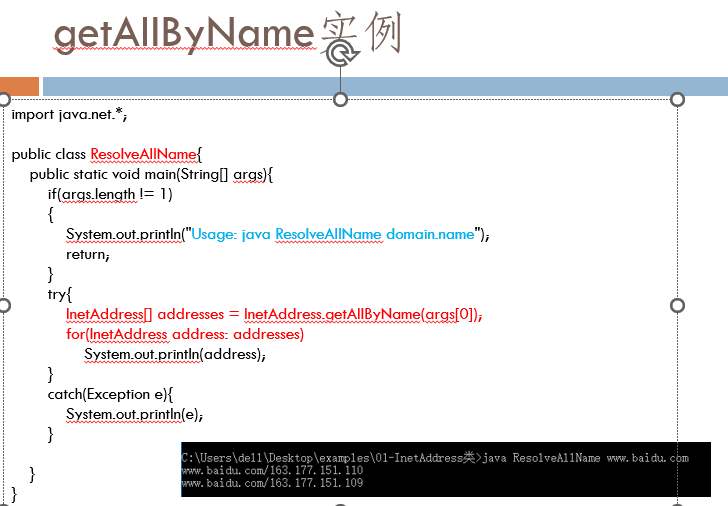 getAllByName实例
import java.net.*;
public class ResolveAllName{
public static void main(String[] args){
if(args.length != 1)
{
System.out.println("Usage: java ResolveAllName domain.name");
return;
}
try{
InetAddress[] addresses = InetAddress.getAllByName(args[0]);
for(InetAddress address: addresses)
System.out.println(address);
}
catch(Exception e){
System.out.println(e);
}
}
}
C:\Users\dell\Desktop\examples\01-InetAddress类>java ResolveAllName www.baidu.com
www.baidu.com/163.177.151.110
www.baidu.com/163.177.151.109